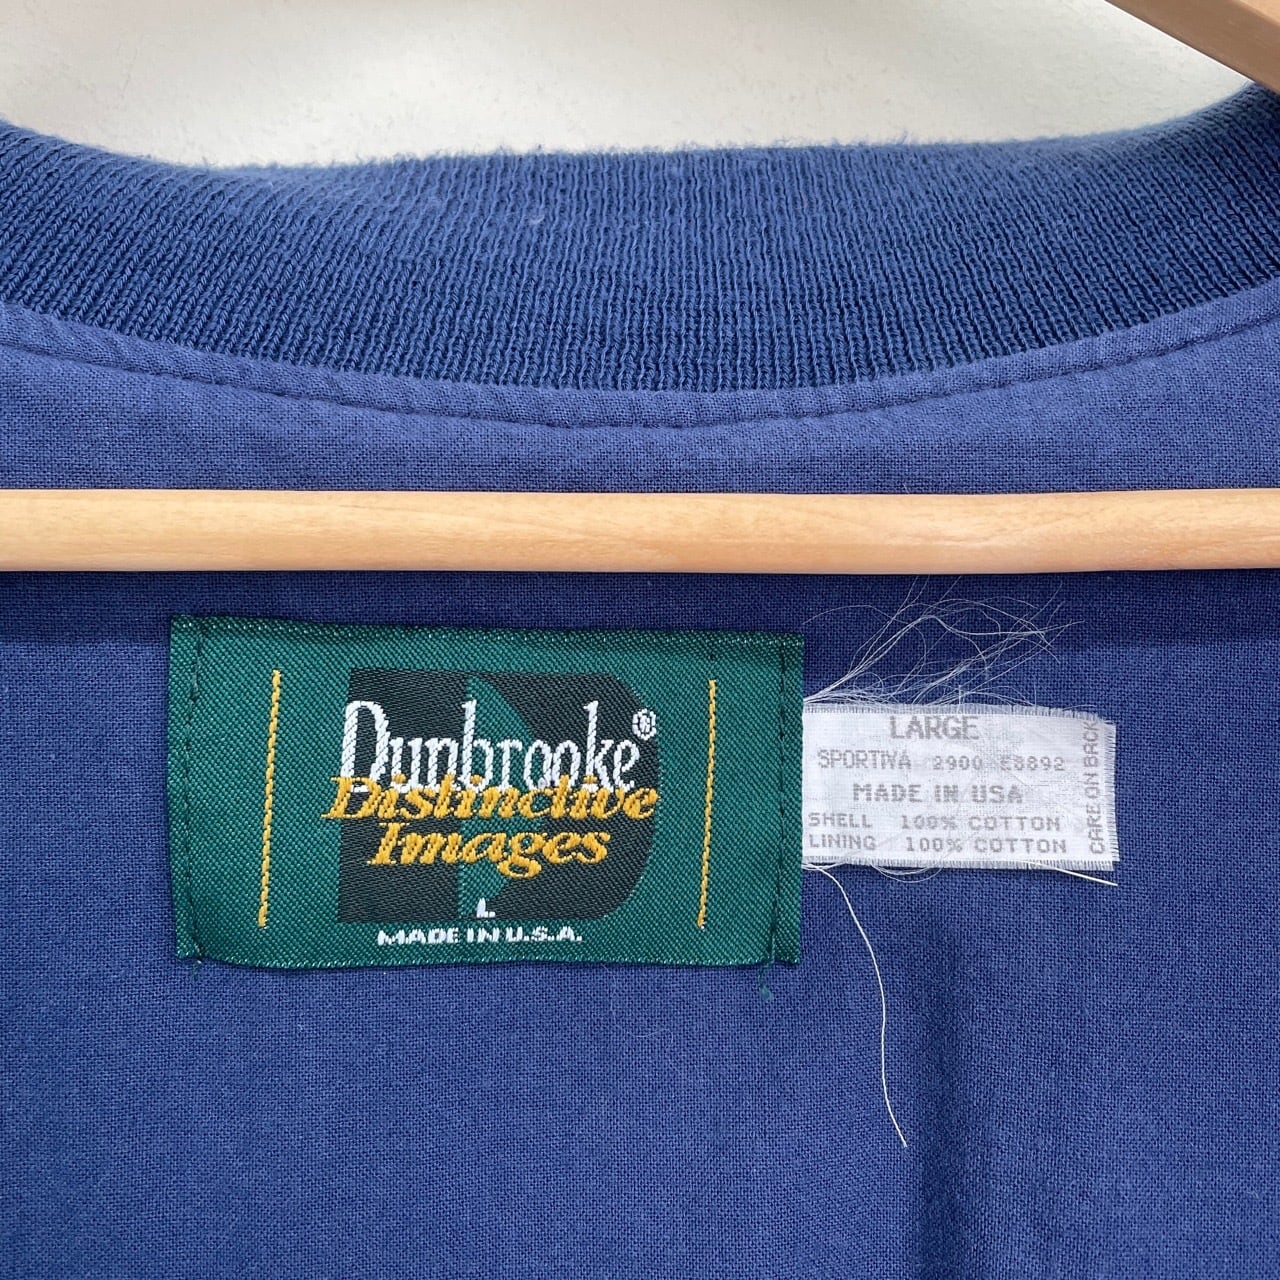 Dunbrooke®
Distinctive
Images
L
MADE IN U.S.A.
LARGE
SPORTIVA 2900 E8892
MADE IN USA
SHELL 100% COTTON
LINING 100% COTTON
CARE ON BACK